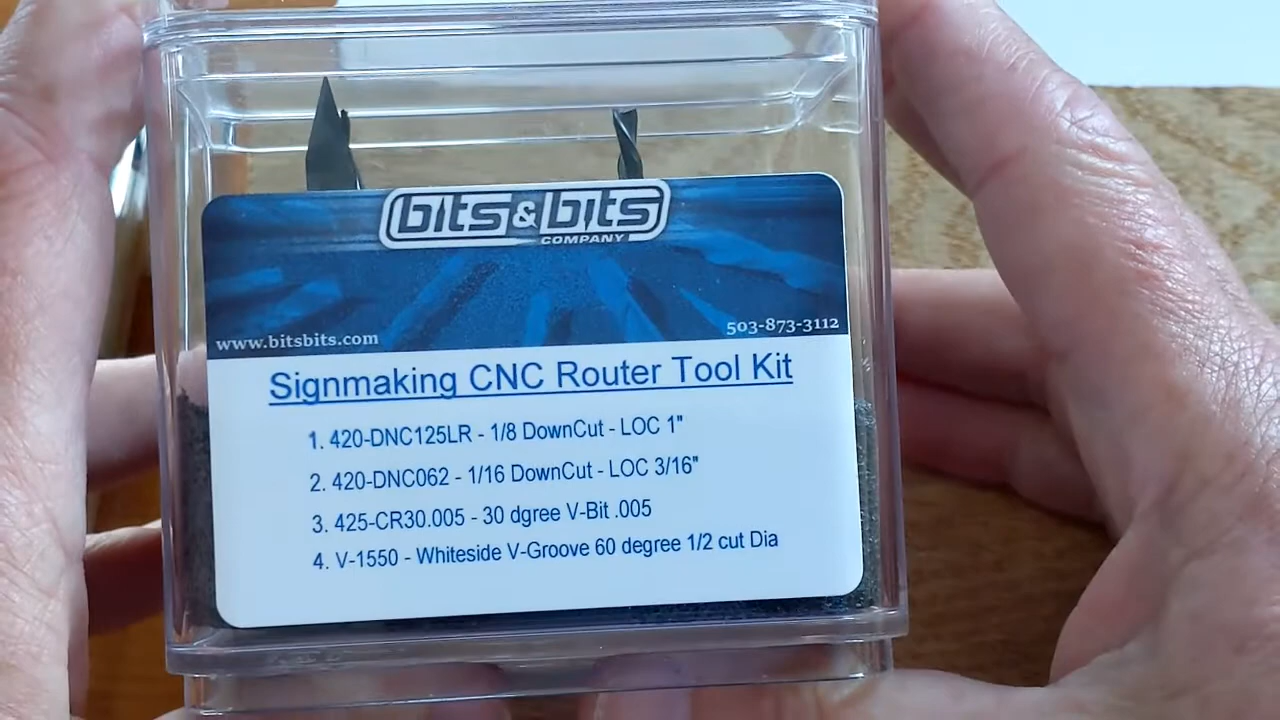 bits&bits
COMPANY
www.bitsbits.com
503-873-3112
Signmaking CNC Router Tool Kit
1. 420-DNC125LR - 1/8 DownCut - LOC 1"
2. 420-DNC062 - 1/16 DownCut - LOC 3/16"
3. 425-CR30.005 - 30 dgree V-Bit .005
4. V-1550 - Whiteside V-Groove 60 degree 1/2 cut Dia